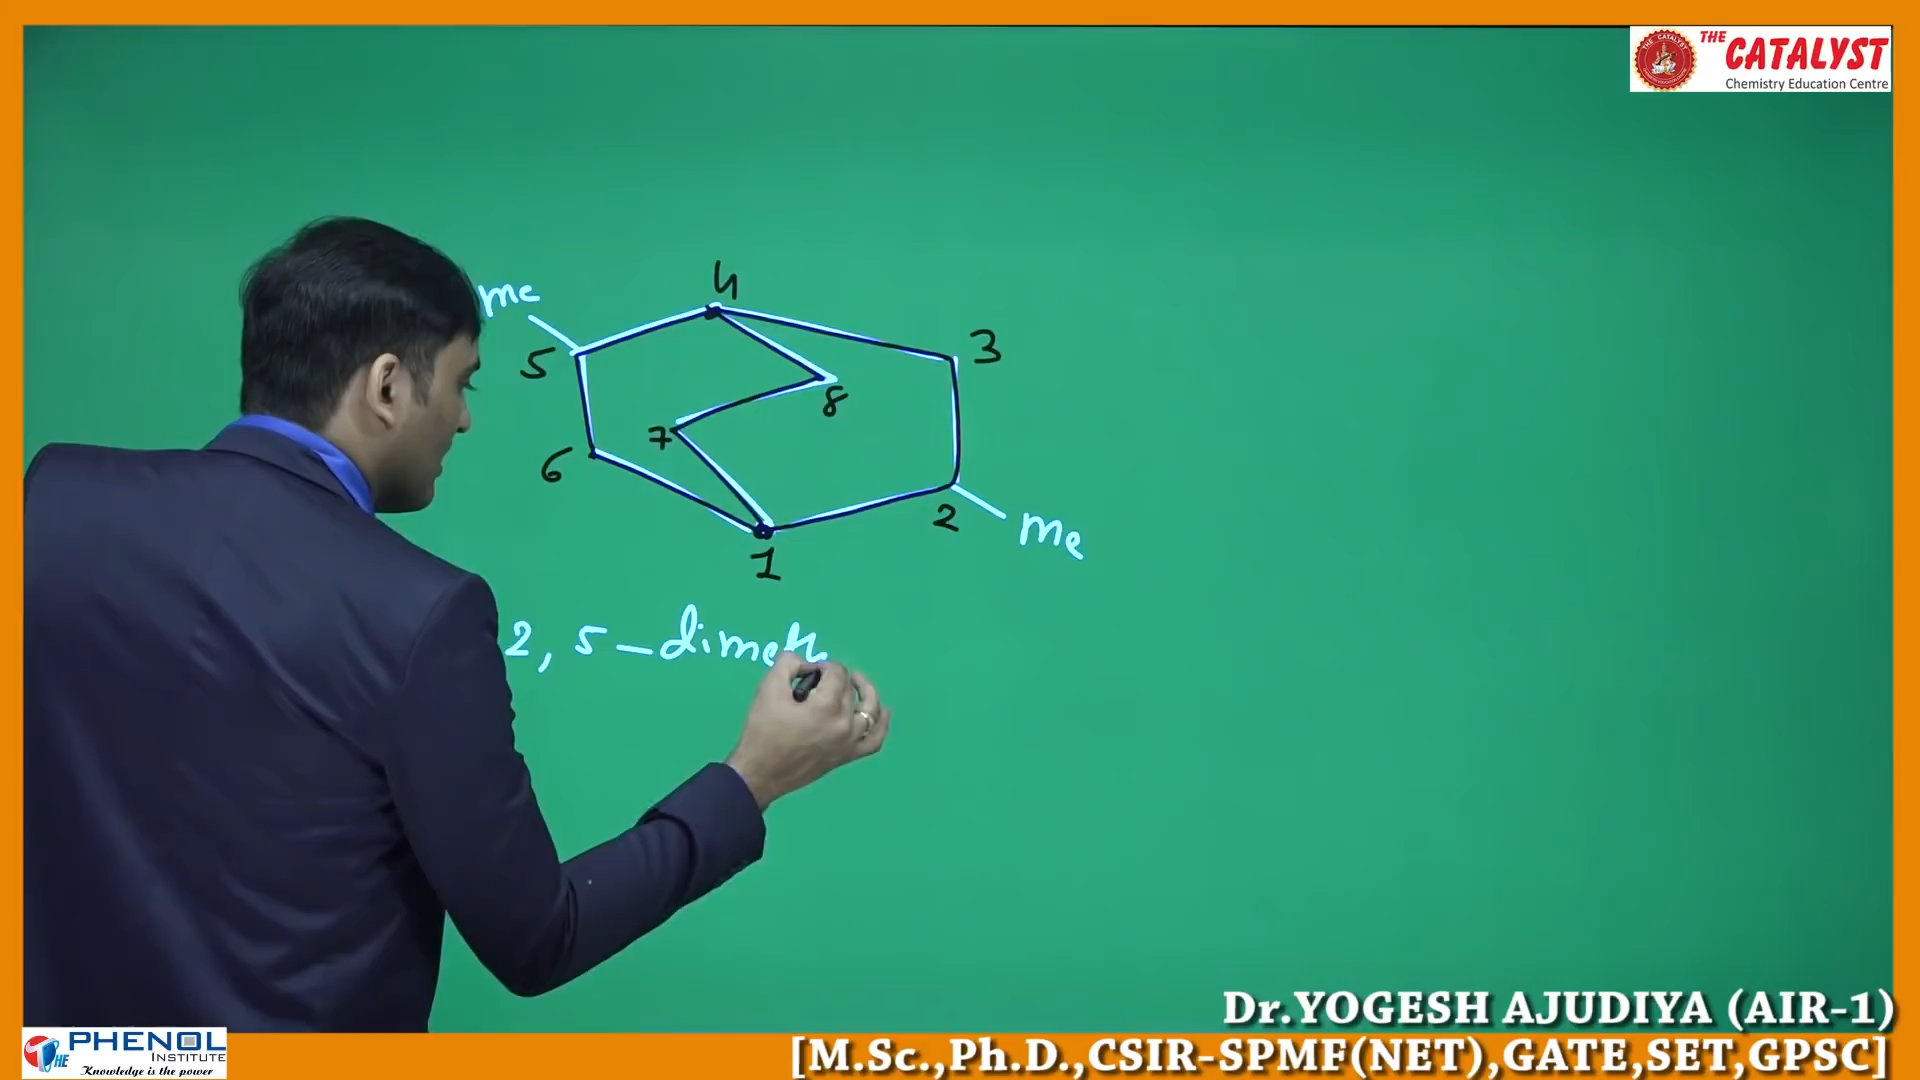 THE
CATALYST
Chemistry Education Centre
me
4
5
3
8
7
6
2
me
1
2, 5-dimeth
Dr.YOGESH AJUDIYA (AIR-1)
[M.Sc.,Ph.D.,CSIR-SPMF(NET),GATE,SET,GPSC]
THE PHENOL
INSTITUTE
Knowledge is the power